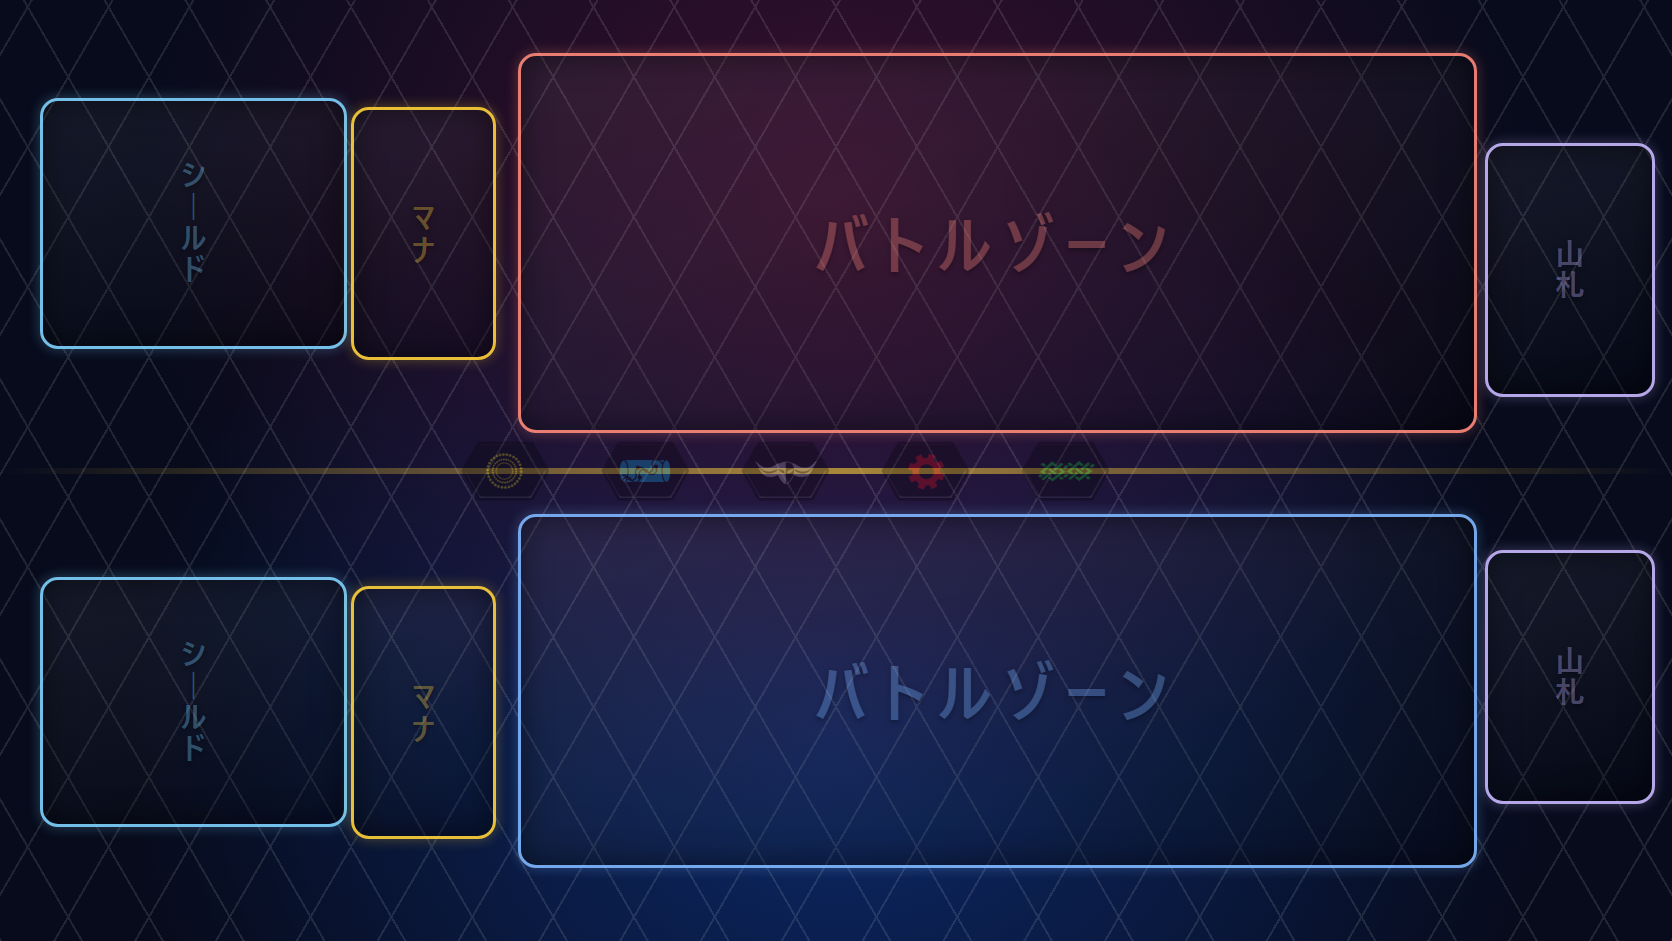 シールド
マナ
バトルゾーン
山札
シールド
マナ
バトルゾーン
山札